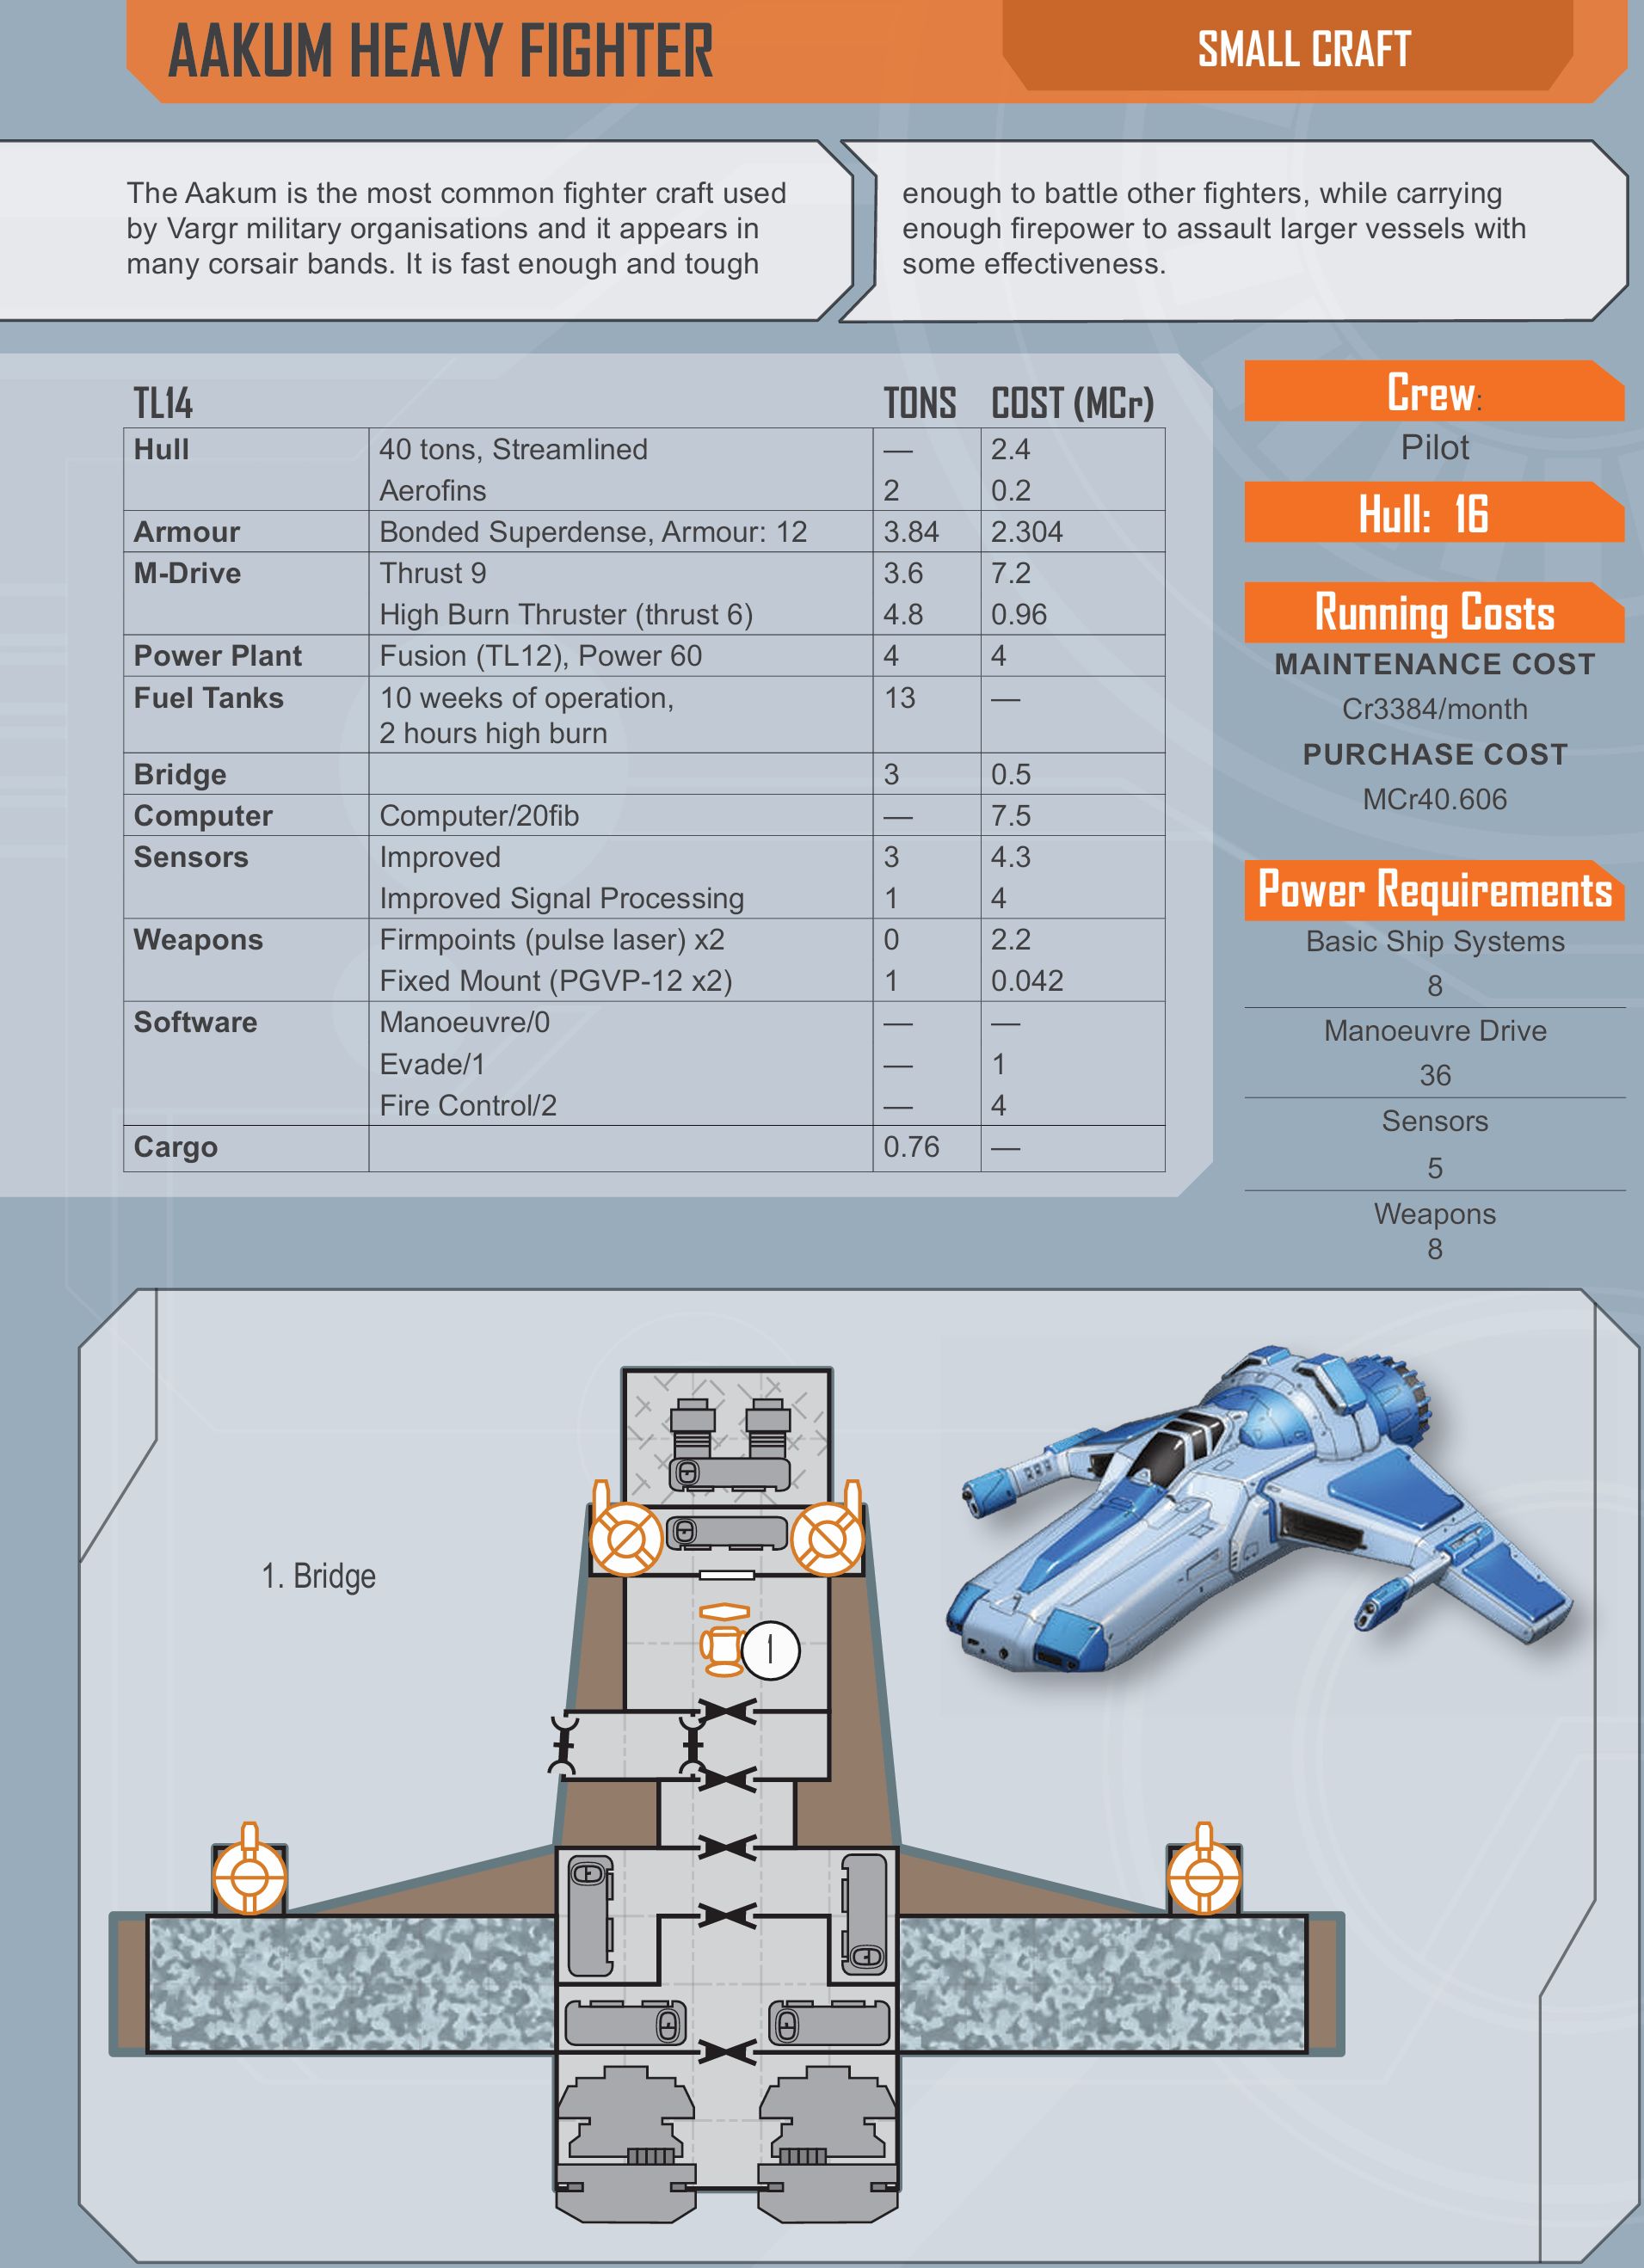 AAKUM HEAVY FIGHTER
SMALL CRAFT
The Aakum is the most common fighter craft used
by Vargr military organisations and it appears in
many corsair bands. It is fast enough and tough
enough to battle other fighters, while carrying
enough firepower to assault larger vessels with
some effectiveness.
TL14 TONS COST (MCr)
Hull 40 tons, Streamlined — 2.4
Aerofins 2 0.2
Armour Bonded Superdense, Armour: 12 3.84 2.304
M-Drive Thrust 9 3.6 7.2
High Burn Thruster (thrust 6) 4.8 0.96
Power Plant Fusion (TL12), Power 60 4 4
Fuel Tanks 10 weeks of operation, 13 —
2 hours high burn
Bridge 3 0.5
Computer Computer/20fib — 7.5
Sensors Improved 3 4.3
Improved Signal Processing 1 4
Weapons Firmpoints (pulse laser) x2 0 2.2
Fixed Mount (PGVP-12 x2) 1 0.042
Software Manoeuvre/0 — —
Evade/1 — 1
Fire Control/2 — 4
Cargo 0.76 —
Crew:
Pilot
Hull: 16
Running Costs
MAINTENANCE COST
Cr3384/month
PURCHASE COST
MCr40.606
Power Requirements
Basic Ship Systems
8
Manoeuvre Drive
36
Sensors
5
Weapons
8
1. Bridge
1